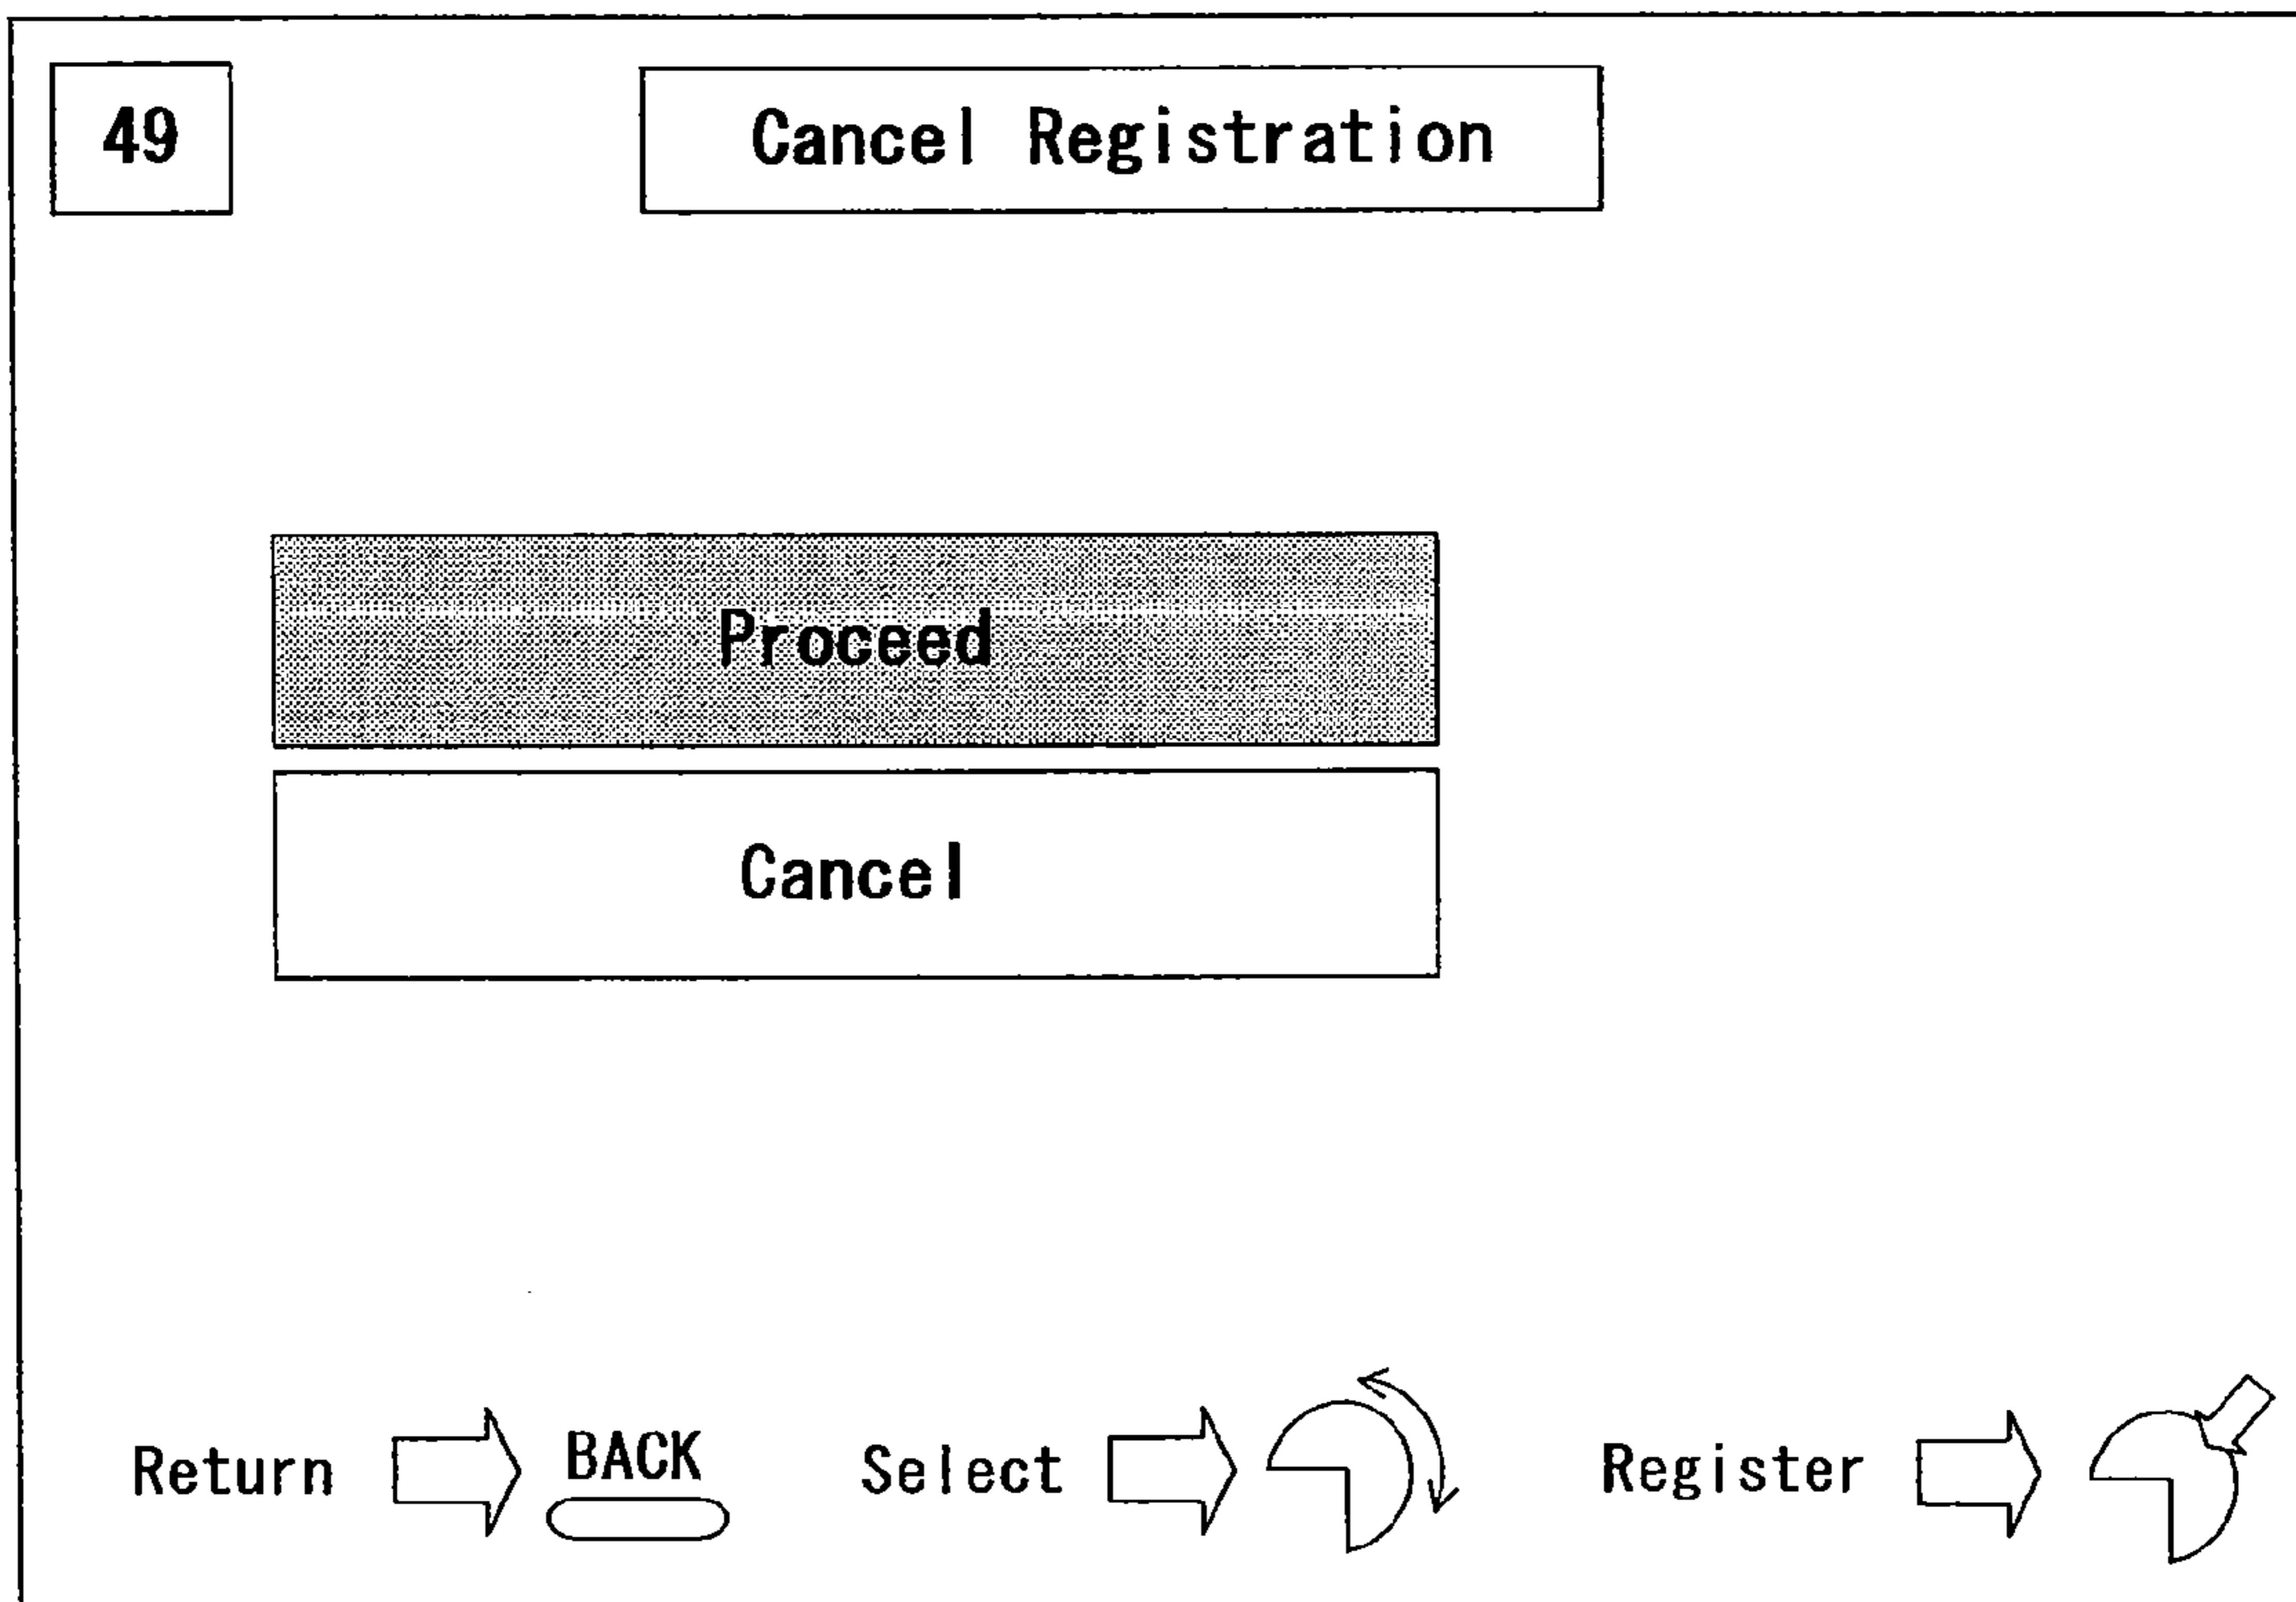 49
Cancel Registration
Proceed
Cancel
Return BACK Select Register